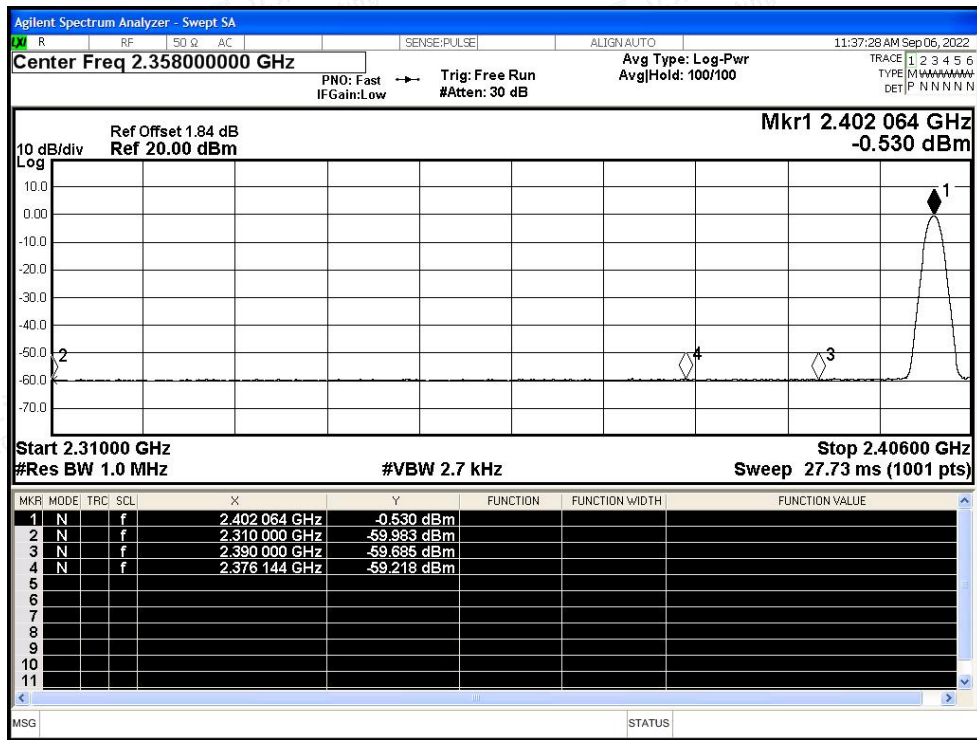 Agilent Spectrum Analyzer - Swept SA
LXI R RF 50 Ω AC SENSE:PULSE ALIGN AUTO 11:37:28 AM Sep 06, 2022
Center Freq 2.358000000 GHz
PNO: Fast
IFGain:Low
Trig: Free Run
#Atten: 30 dB
Avg Type: Log-Pwr
Avg|Hold: 100/100
TRACE 1 2 3 4 5 6
TYPE M
DET P N N N N N
Mkr1 2.402 064 GHz
-0.530 dBm
Ref Offset 1.84 dB
10 dB/div Ref 20.00 dBm
Log
10.0
0.00
-10.0
-20.0
-30.0
-40.0
-50.0
-60.0
-70.0
1
2
4
3
Start 2.31000 GHz Stop 2.40600 GHz
#Res BW 1.0 MHz #VBW 2.7 kHz Sweep 27.73 ms (1001 pts)
MKR MODE TRC SCL X Y FUNCTION FUNCTION WIDTH FUNCTION VALUE
1 N f 2.402 064 GHz -0.530 dBm
2 N f 2.310 000 GHz -59.983 dBm
3 N f 2.390 000 GHz -59.685 dBm
4 N f 2.376 144 GHz -59.218 dBm
5
6
7
8
9
10
11
MSG STATUS